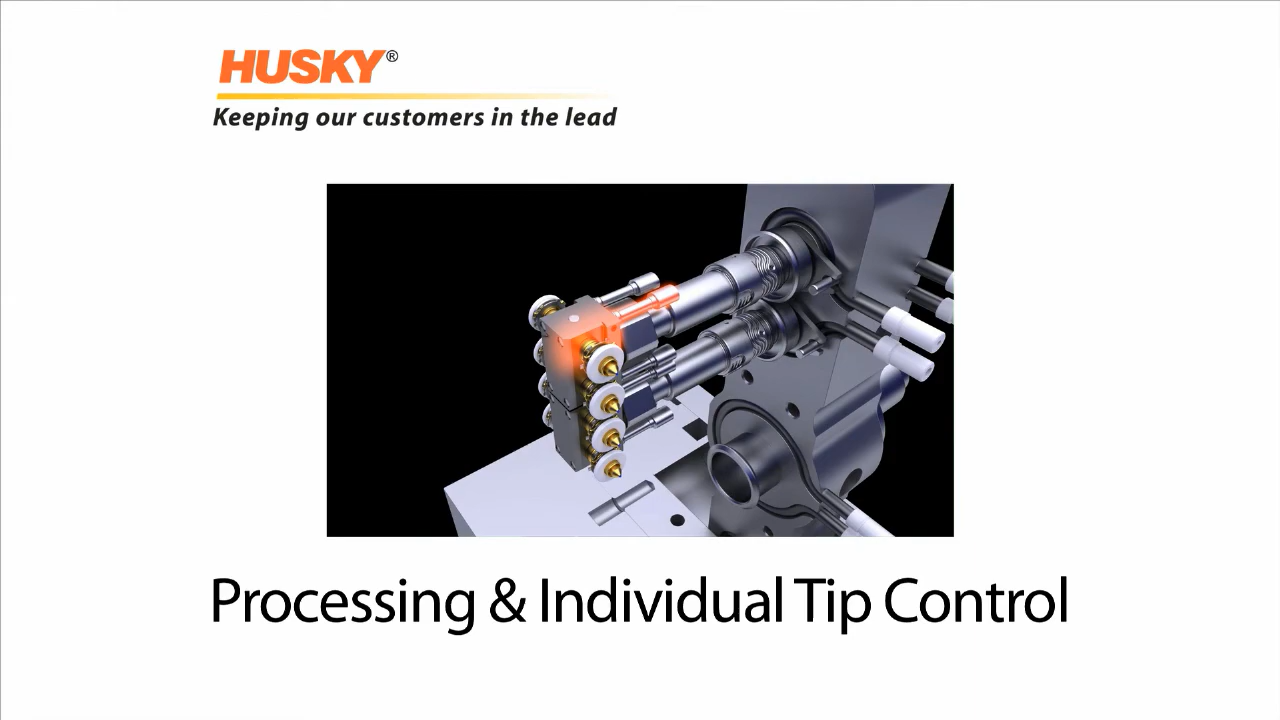 HUSKY®
Keeping our customers in the lead
Processing & Individual Tip Control